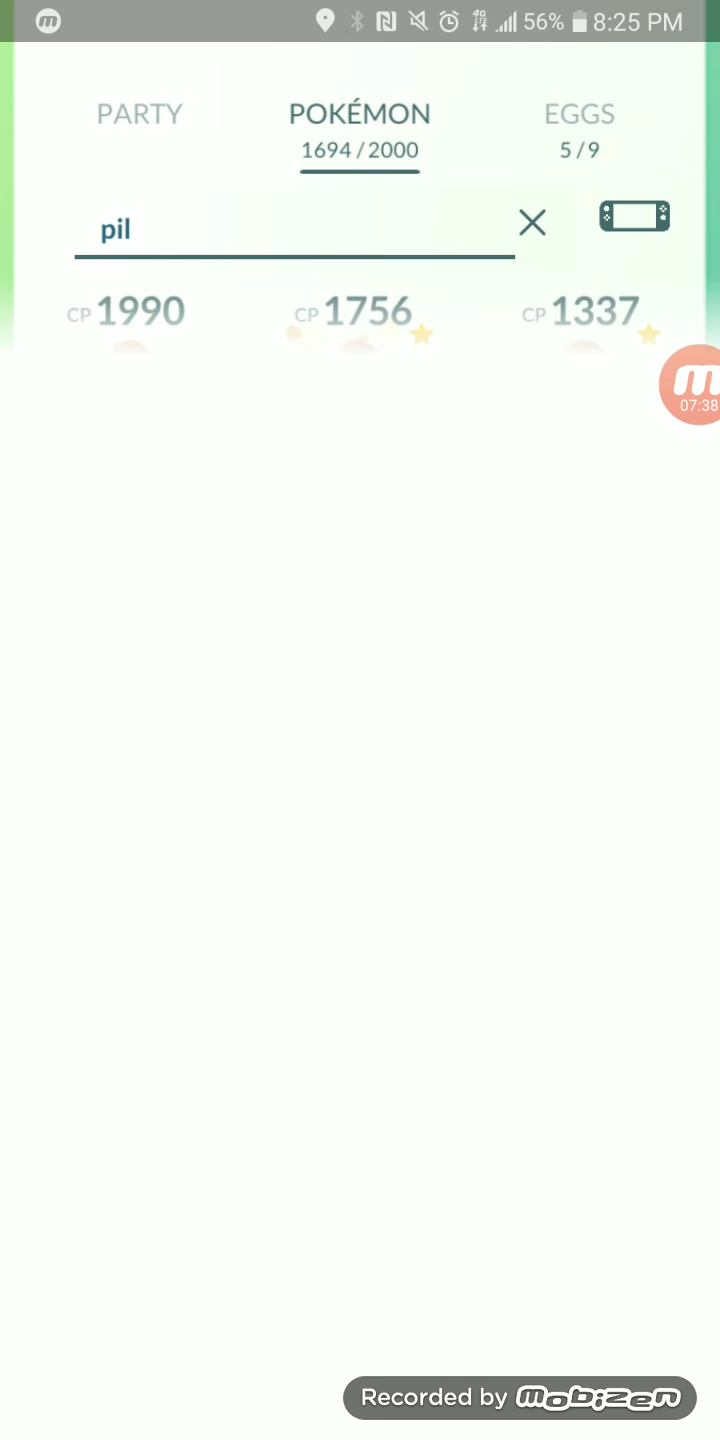 m 56% 8:25 PM
PARTY POKÉMON EGGS
1694 / 2000 5 / 9
pil
CP 1990 CP 1756 CP 1337
m
07:38
Recorded by mobizen